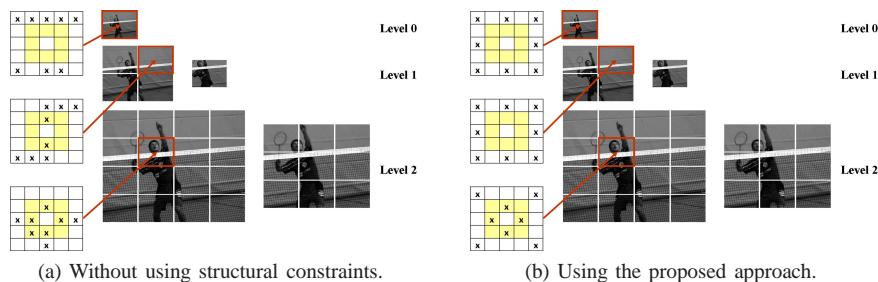 Level 0
Level 1
Level 2
(a) Without using structural constraints.
Level 0
Level 1
Level 2
(b) Using the proposed approach.